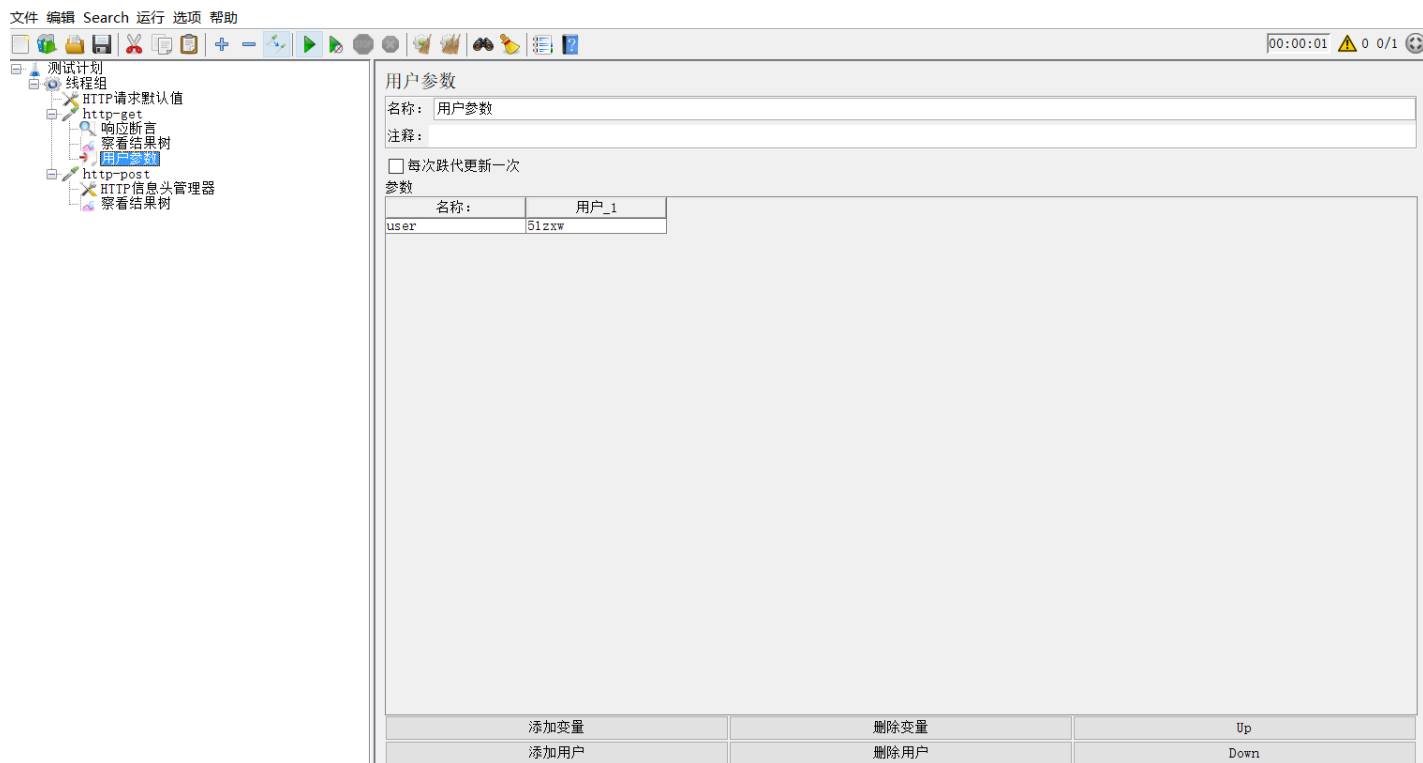 文件 编辑 Search 运行 选项 帮助
00:00:01 0 0/1
测试计划
线程组
HTTP请求默认值
http-get
响应断言
察看结果树
用户参数
http-post
HTTP信息头管理器
察看结果树
用户参数
名称: 用户参数
注释:
每次跌代更新一次
参数
名称: 用户_1
user 51zxw
添加变量 删除变量 Up
添加用户 删除用户 Down